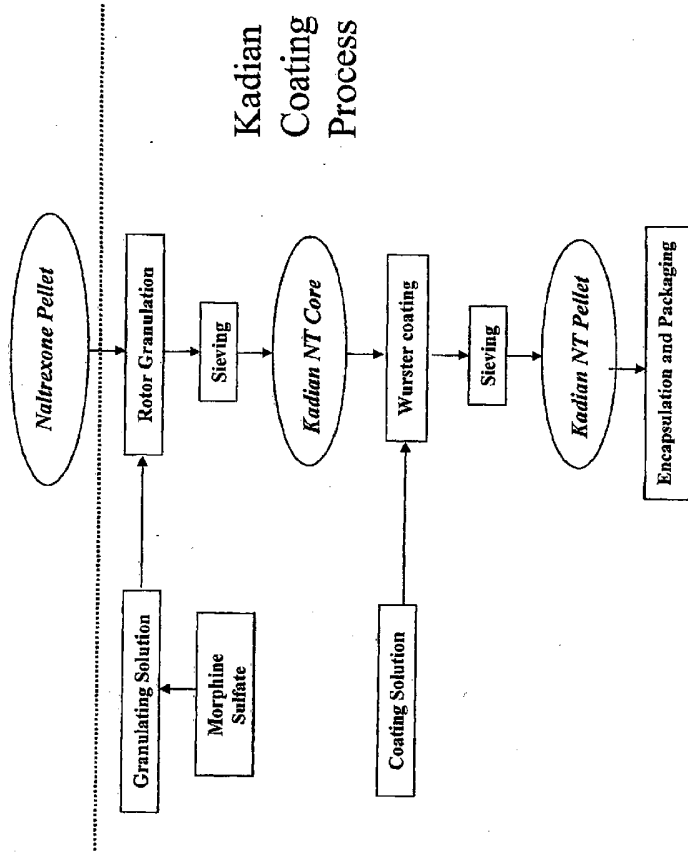 Kadian
Coating
Process
Naltrexone Pellet
Granulating Solution
Rotor Granulation
Morphine
Sulfate
Sieving
Kadian NT Core
Coating Solution
Wurster coating
Sieving
Kadian NT Pellet
Encapsulation and Packaging